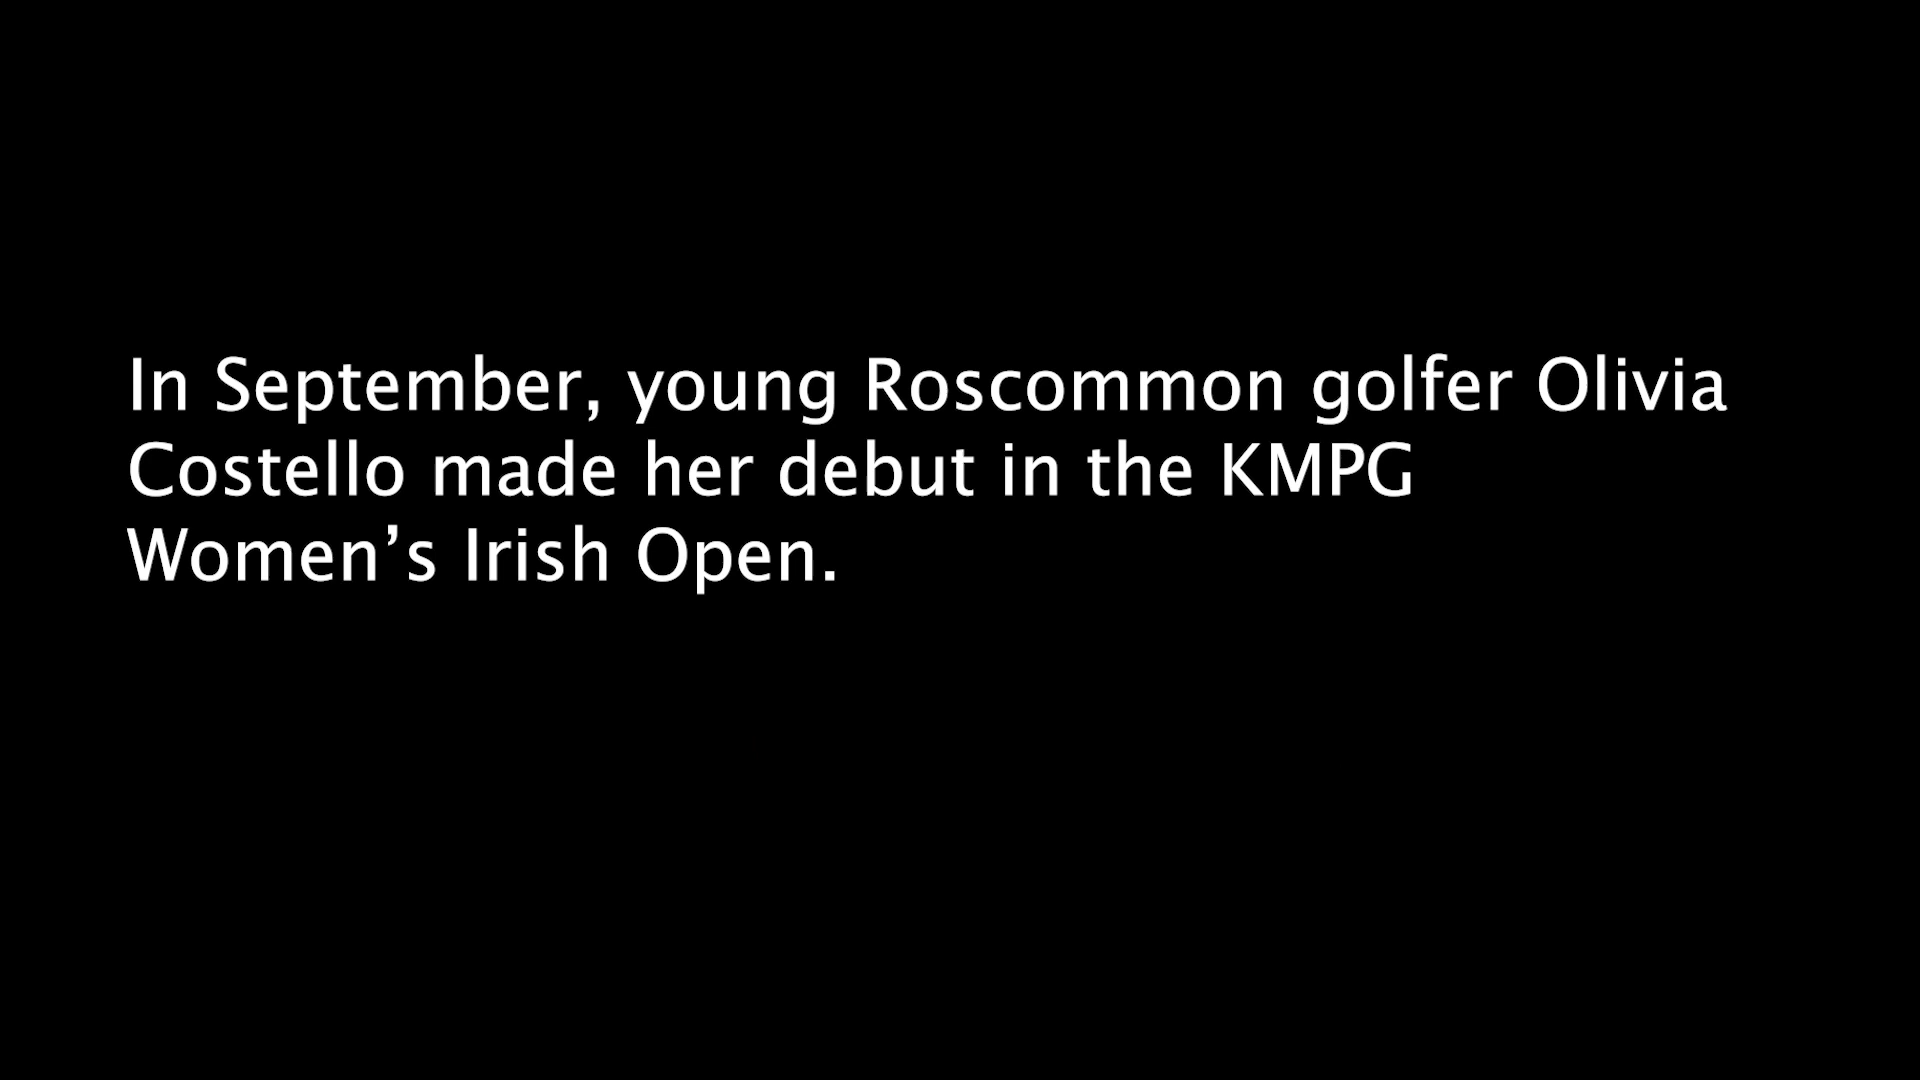 In September, young Roscommon golfer Olivia
Costello made her debut in the KMPG
Women’s Irish Open.